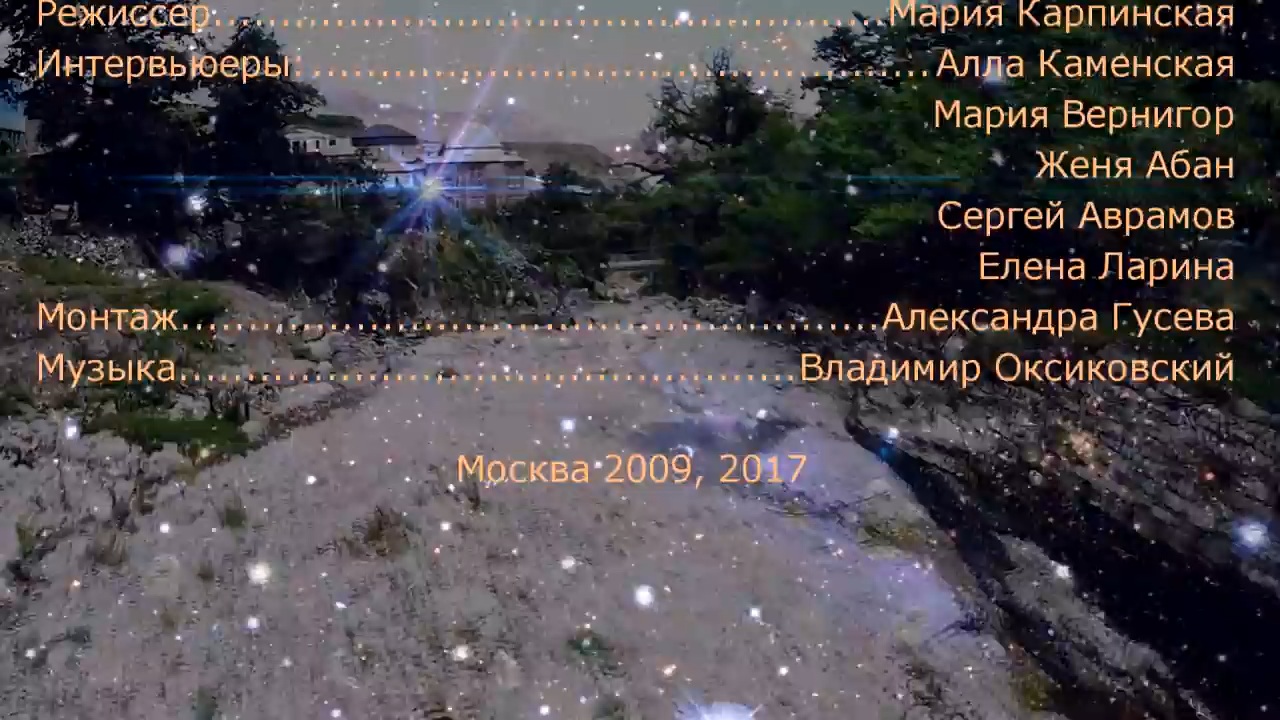 Режиссёр..................................................Мария Карпинская
Интервьюеры:..............................................Алла Каменская
Мария Вернигор
Женя Абан
Сергей Аврамов
Елена Ларина
Монтаж...................................................Александра Гусева
Музыка..............................................Владимир Оксиковский
Москва 2009, 2017